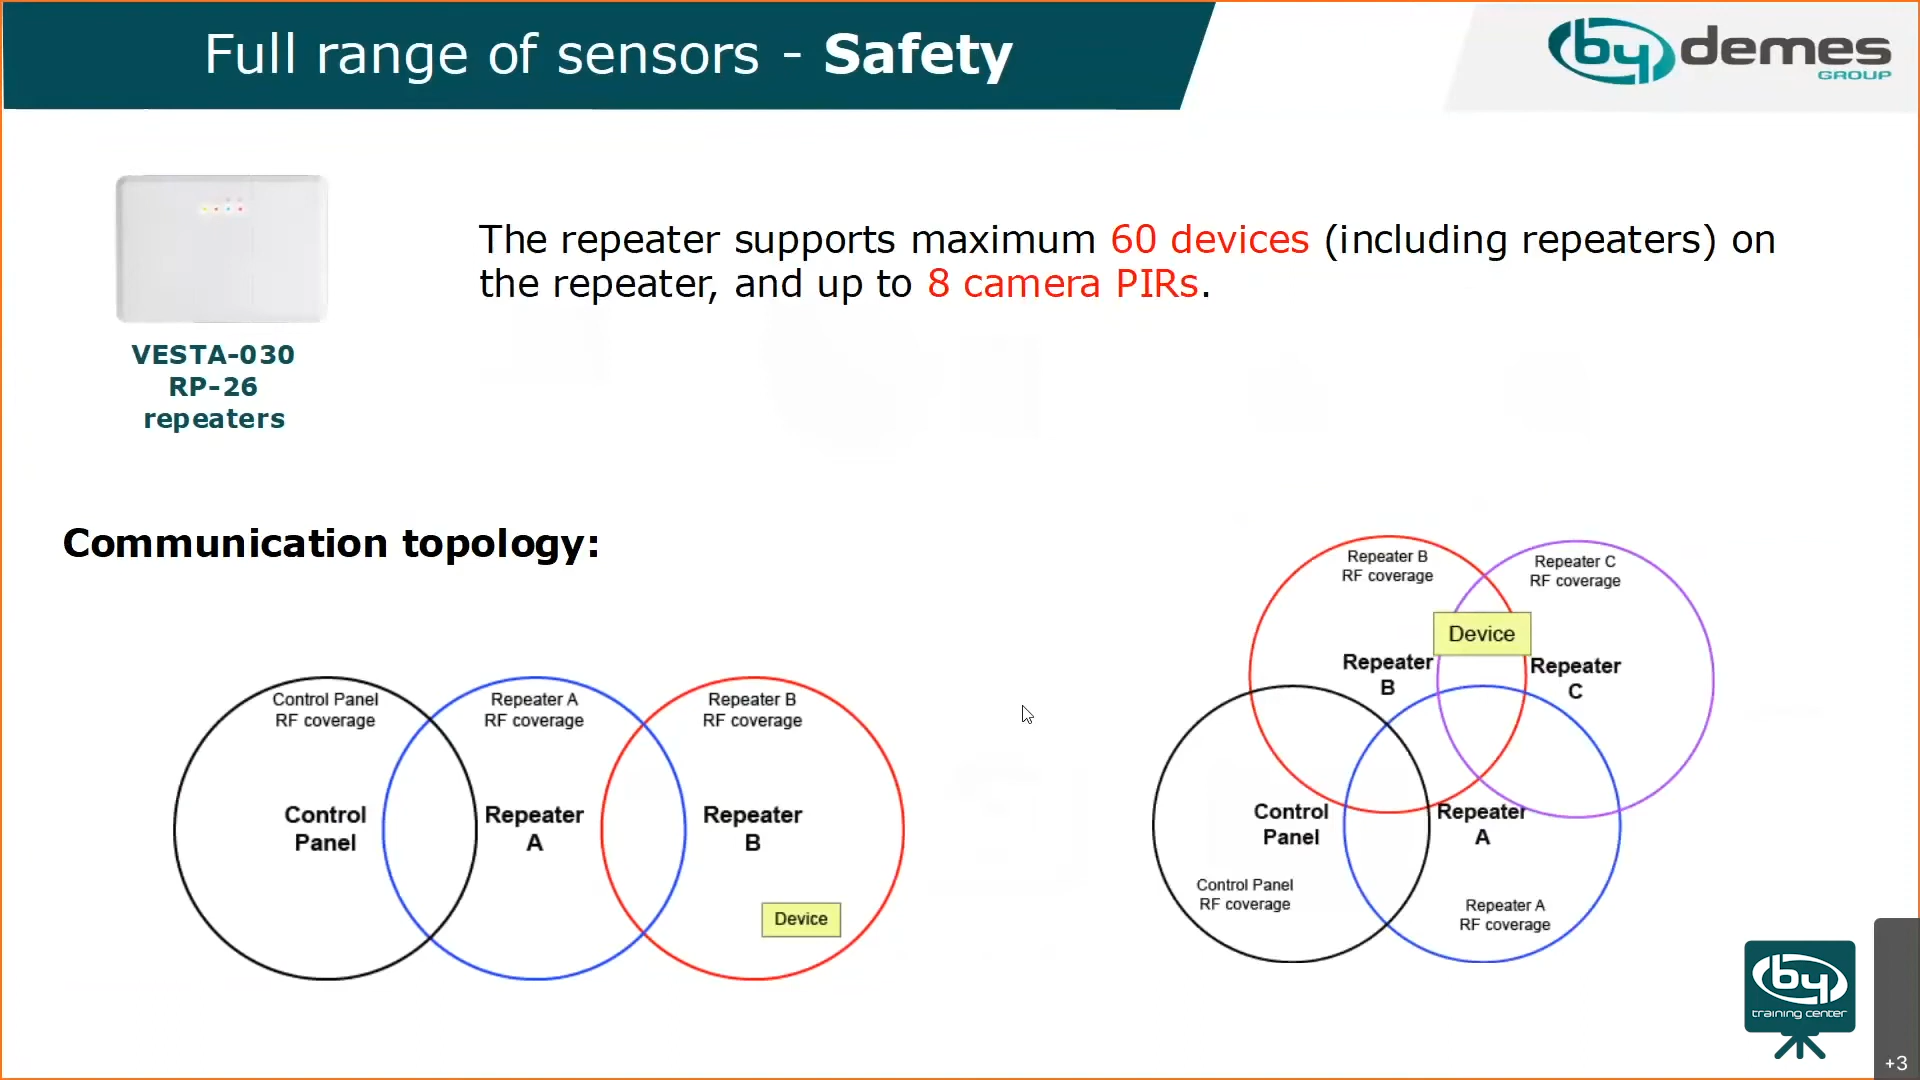 Full range of sensors - Safety
by demes
GROUP
The repeater supports maximum 60 devices (including repeaters) on
the repeater, and up to 8 camera PIRs.
VESTA-030
RP-26
repeaters
Communication topology:
Control Panel
RF coverage
Repeater A
RF coverage
Repeater B
RF coverage
Control
Panel
Repeater
A
Repeater
B
Device
Repeater B
RF coverage
Repeater C
RF coverage
Device
Repeater
B
Repeater
C
Control
Panel
Repeater
A
Control Panel
RF coverage
Repeater A
RF coverage
by
training center
+3